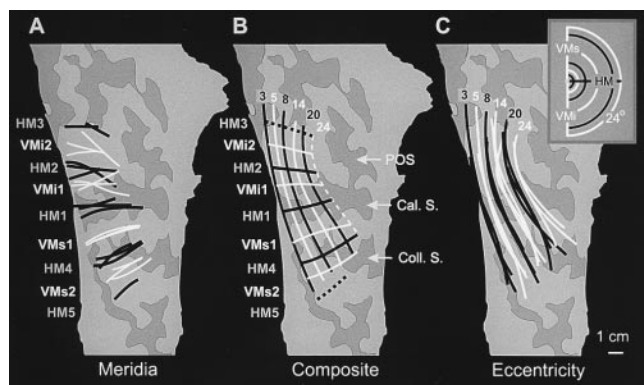 A
B
C
VMs
HM
VMi
24°
3 5 8 14 20 24
3 5 8 14 20 24
HM3
VMi2
HM2
VMi1
HM1
VMs1
HM4
VMs2
HM5
HM3
VMi2
HM2
VMi1
HM1
VMs1
HM4
VMs2
HM5
POS
Cal. S.
Coll. S.
1 cm
Meridia
Composite
Eccentricity